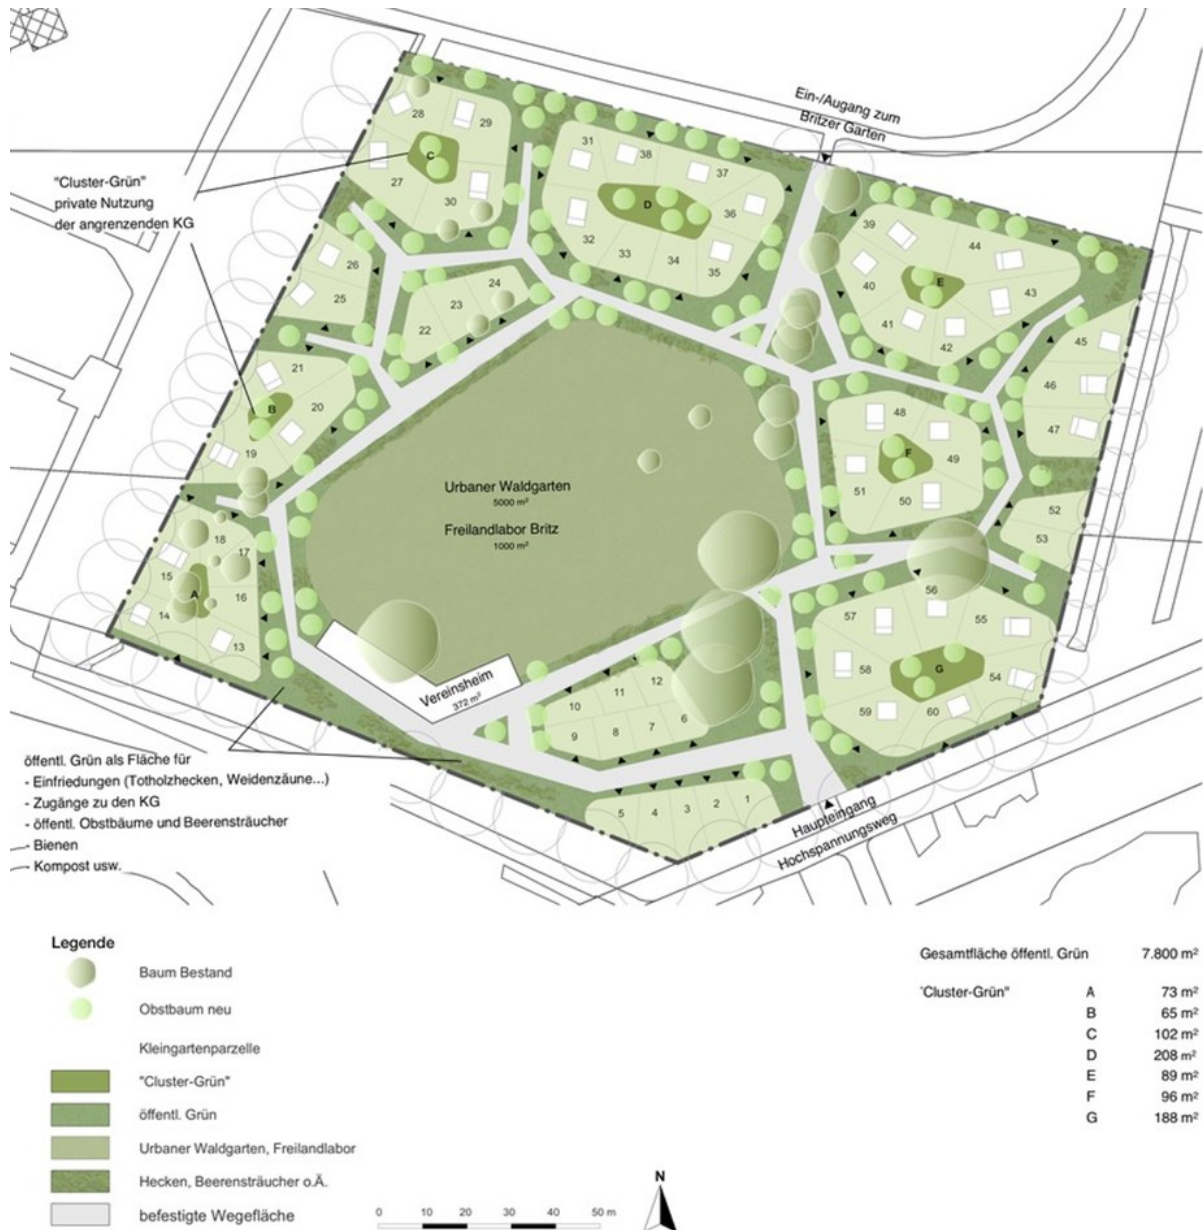 Ein-/Augang zum
Britzer Garten
"Cluster-Grün"
private Nutzung
der angrenzenden KG
28
29
C
27
30
31
38
37
D
36
32
33
34
35
39
44
E
40
43
41
42
26
25
24
23
22
45
46
47
21
B
20
19
48
F
49
51
50
52
53
Urbaner Waldgarten
5000 m²
Freilandlabor Britz
1000 m²
18
17
15
A
16
14
13
56
57
55
G
58
54
59
60
Vereinsheim
372 m²
12
11
10
9
8
7
6
5
4
3
2
1
Haupteingang
Hochspannungsweg
öffentl. Grün als Fläche für
- Einfriedungen (Totholzhecken, Weidenzäune...)
- Zugänge zu den KG
- öffentl. Obstbäume und Beerensträucher
- Bienen
- Kompost usw.
Legende
Baum Bestand
Obstbaum neu
Kleingartenparzelle
"Cluster-Grün"
öffentl. Grün
Urbaner Waldgarten, Freilandlabor
Hecken, Beerensträucher o.Ä.
befestigte Wegefläche
0 10 20 30 40 50 m
N
Gesamtfläche öffentl. Grün 7.800 m²
'Cluster-Grün" A 73 m²
B 65 m²
C 102 m²
D 208 m²
E 89 m²
F 96 m²
G 188 m²